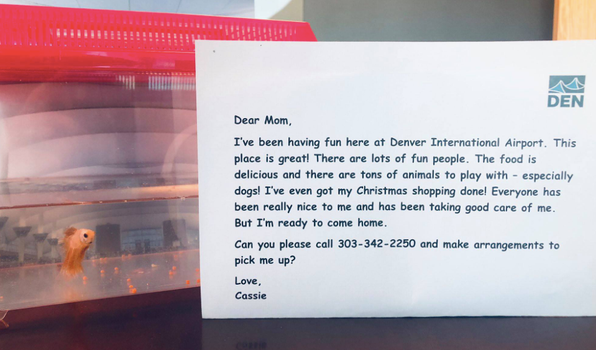 DEN
Dear Mom,
I've been having fun here at Denver International Airport. This
place is great! There are lots of fun people. The food is
delicious and there are tons of animals to play with – especially
dogs! I've even got my Christmas shopping done! Everyone has
been really nice to me and has been taking good care of me.
But I'm ready to come home.
Can you please call 303-342-2250 and make arrangements to
pick me up?
Love,
Cassie